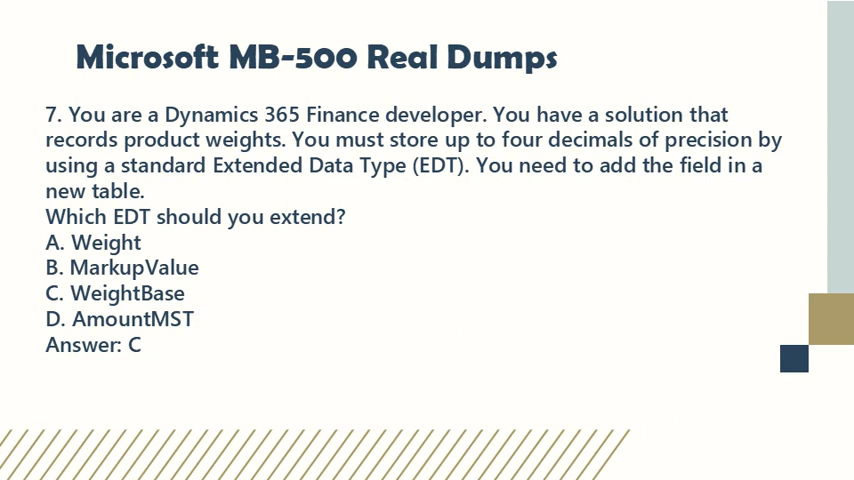 Microsoft MB-500 Real Dumps
7. You are a Dynamics 365 Finance developer. You have a solution that
records product weights. You must store up to four decimals of precision by
using a standard Extended Data Type (EDT). You need to add the field in a
new table.
Which EDT should you extend?
A. Weight
B. MarkupValue
C. WeightBase
D. AmountMST
Answer: C